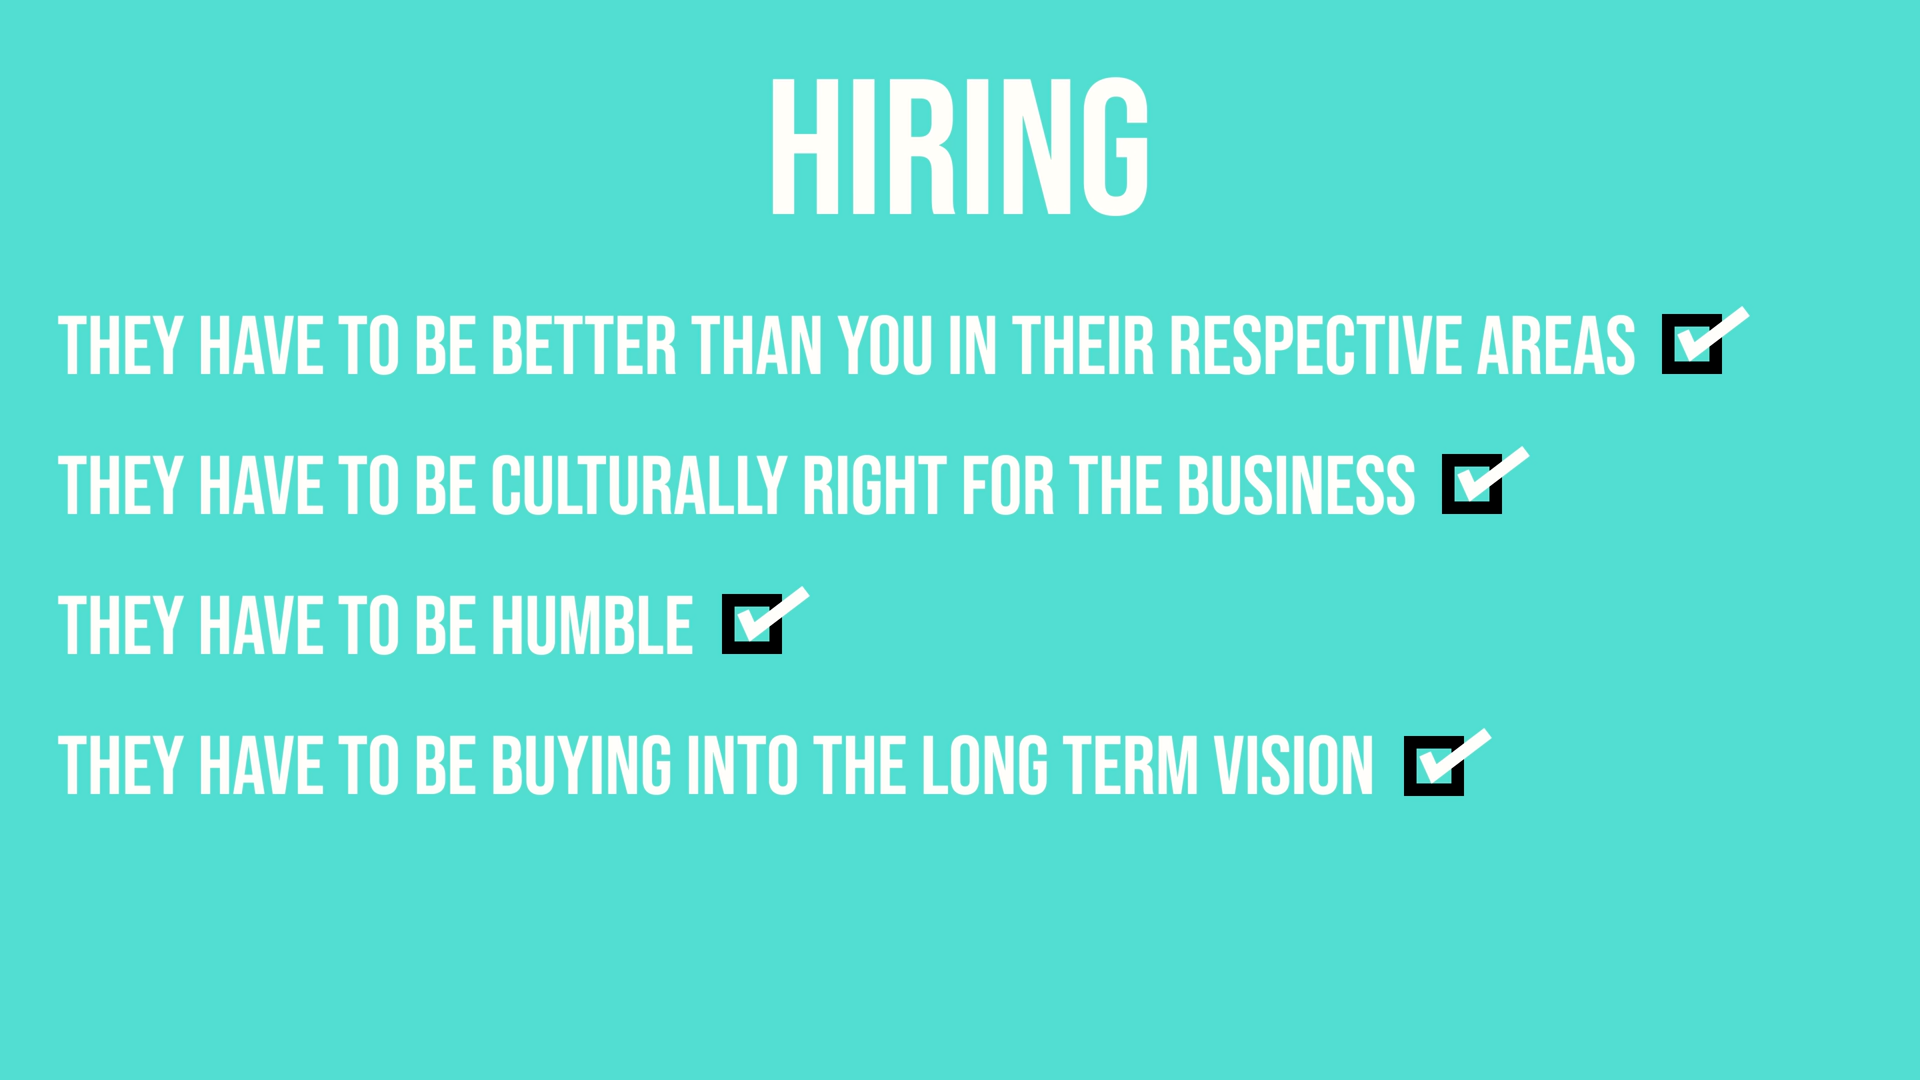 HIRING
THEY HAVE TO BE BETTER THAN YOU IN THEIR RESPECTIVE AREAS
THEY HAVE TO BE CULTURALLY RIGHT FOR THE BUSINESS
THEY HAVE TO BE HUMBLE
THEY HAVE TO BE BUYING INTO THE LONG TERM VISION